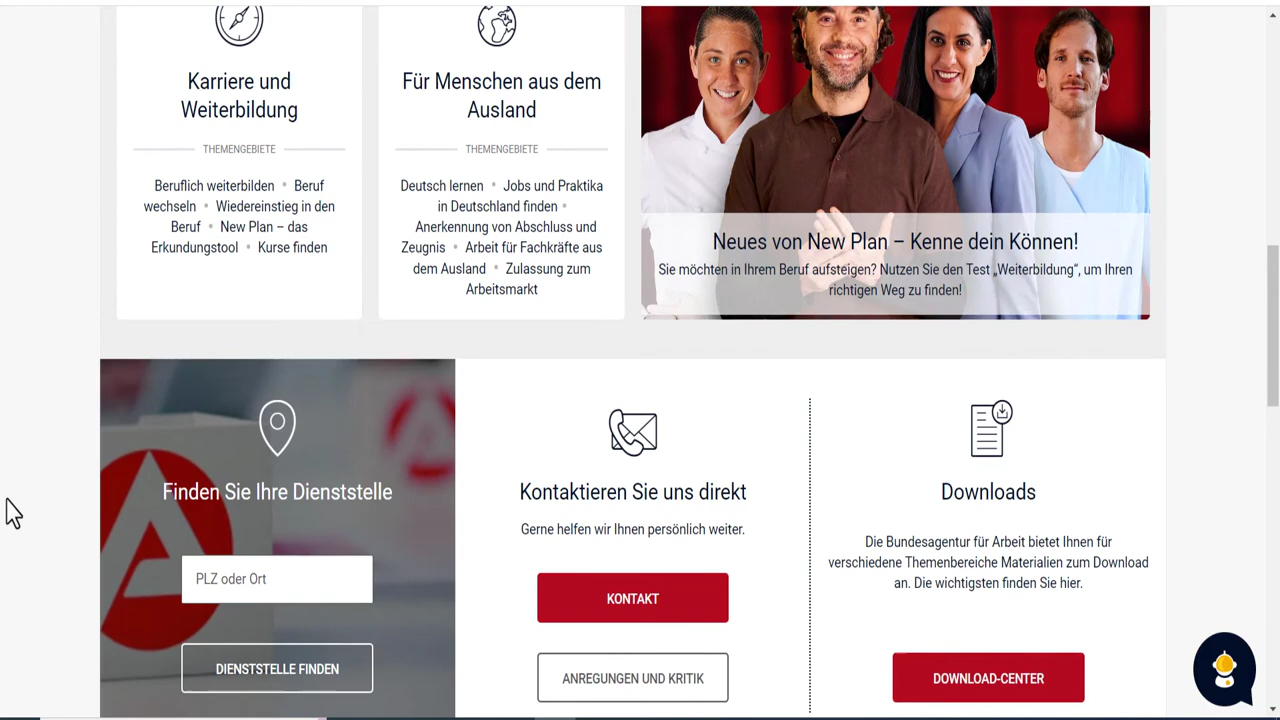 Karriere und
Weiterbildung
THEMENGEBIETE
Beruflich weiterbilden • Beruf
wechseln • Wiedereinstieg in den
Beruf • New Plan – das
Erkundungstool • Kurse finden
Für Menschen aus dem
Ausland
THEMENGEBIETE
Deutsch lernen • Jobs und Praktika
in Deutschland finden •
Anerkennung von Abschluss und
Zeugnis • Arbeit für Fachkräfte aus
dem Ausland • Zulassung zum
Arbeitsmarkt
Neues von New Plan – Kenne dein Können!
Sie möchten in Ihrem Beruf aufsteigen? Nutzen Sie den Test „Weiterbildung“, um Ihren
richtigen Weg zu finden!
Finden Sie Ihre Dienststelle
PLZ oder Ort
DIENSTSTELLE FINDEN
Kontaktieren Sie uns direkt
Gerne helfen wir Ihnen persönlich weiter.
KONTAKT
ANREGUNGEN UND KRITIK
Downloads
Die Bundesagentur für Arbeit bietet Ihnen für
verschiedene Themenbereiche Materialien zum Download
an. Die wichtigsten finden Sie hier.
DOWNLOAD-CENTER